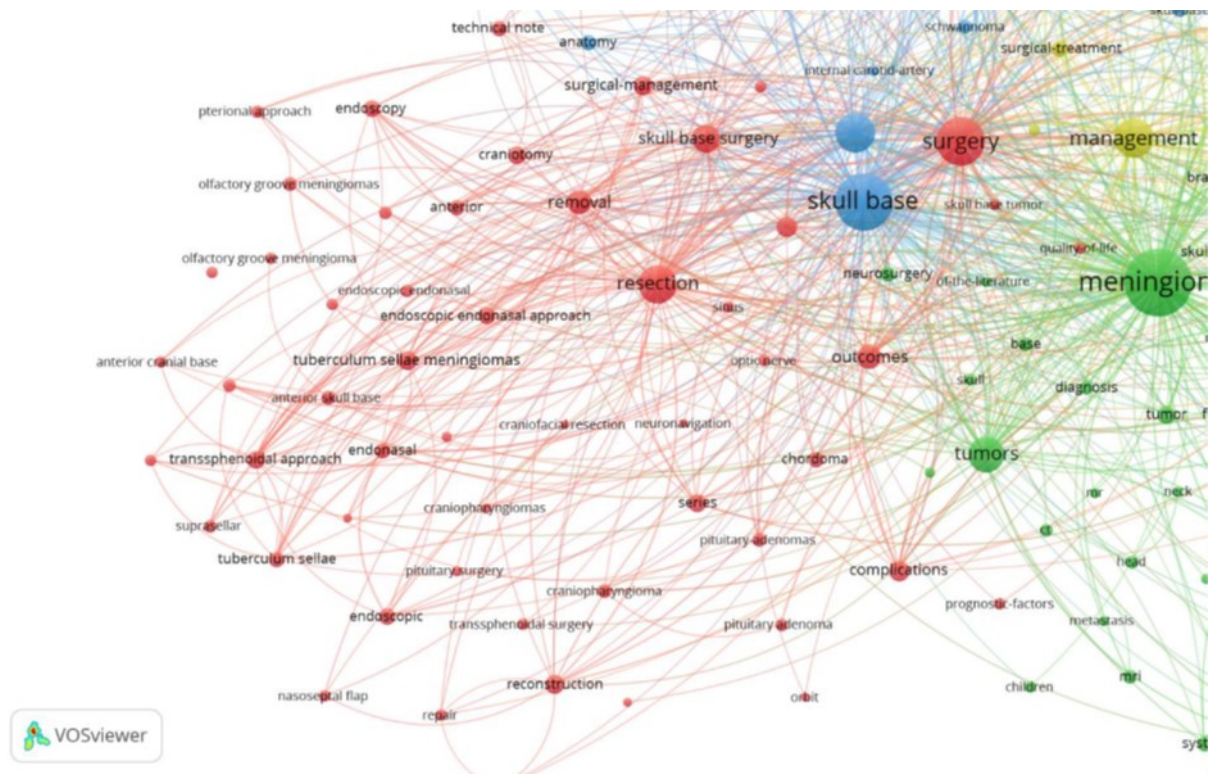 technical note
anatomy
schwannoma
surgical-treatment
internal carotid-artery
surgical-management
pterional approach
endoscopy
skull base surgery
surgery
management
craniotomy
olfactory groove meningiomas
anterior
removal
skull base
skull base tumor
quality-of-life
olfactory groove meningioma
neurosurgery
of-the-literature
resection
meningion
endoscopic endonasal
sinus
endoscopic endonasal approach
base
anterior cranial base
tuberculum sellae meningiomas
optic nerve
outcomes
skull
diagnosis
anterior skull base
tumor
craniofacial resection
neuronavigation
transsphenoidal approach
endonasal
chordoma
tumors
mr
neck
craniopharyngiomas
series
suprasellar
ct
pituitary-adenomas
tuberculum sellae
pituitary surgery
complications
head
craniopharyngioma
prognostic-factors
endoscopic
transsphenoidal surgery
pituitary adenoma
metastasis
nasoseptal flap
reconstruction
orbit
children
mri
repair
VOSviewer
syst